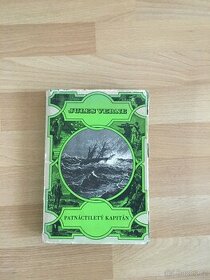 JULES VERNE
PATNÁCTILETÝ KAPITÁN